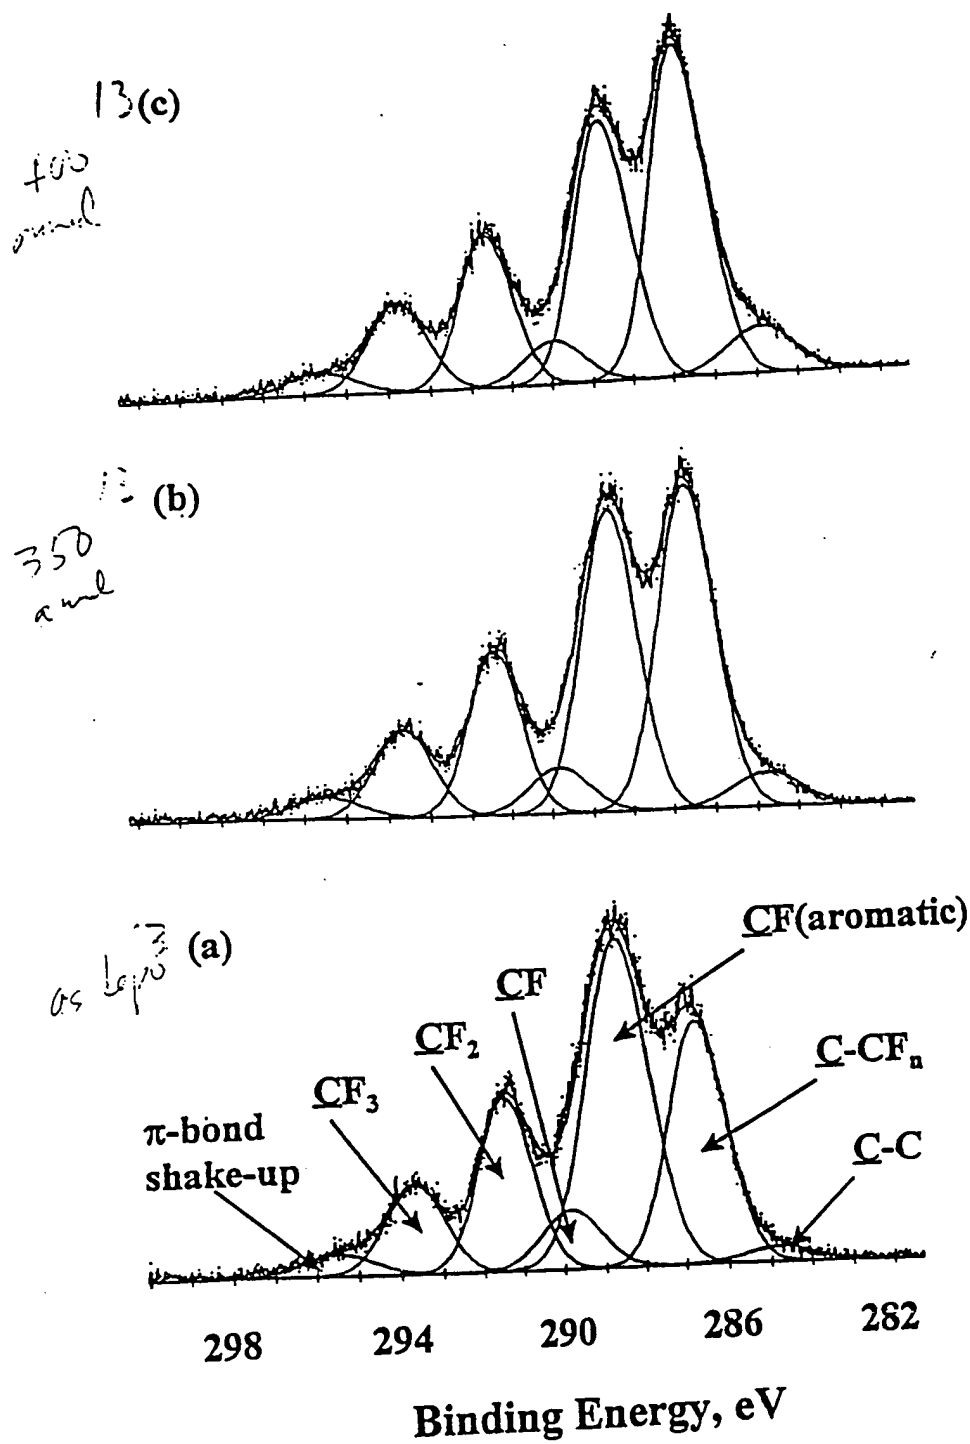 13(c)
400
(b)
350
as
(a)
CF(aromatic)
CF
CF₂
C-CFₙ
CF₃
π-bond
shake-up
C-C
298 294 290 286 282
Binding Energy, eV